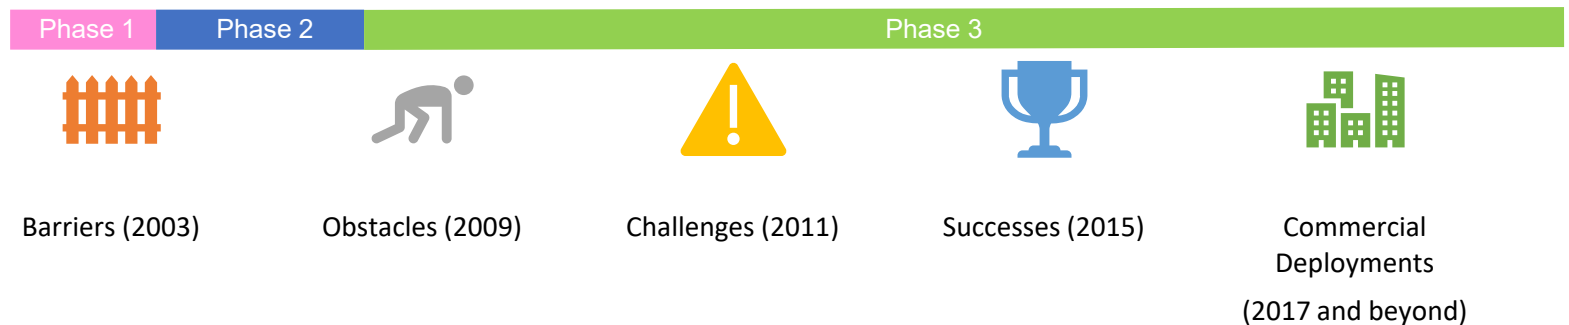 Phase 1
Phase 2
Phase 3
Barriers (2003)
Obstacles (2009)
Challenges (2011)
Successes (2015)
Commercial
Deployments
(2017 and beyond)